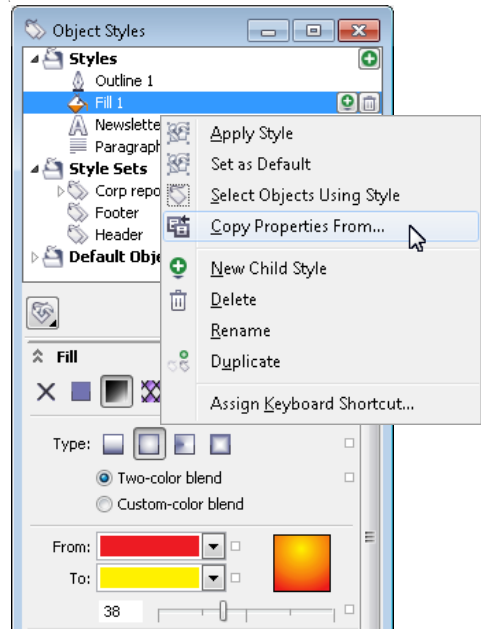 Object Styles
Styles
Outline 1
Fill 1
Newslette
Paragraph
Style Sets
Corp repo
Footer
Header
Default Obje
Apply Style
Set as Default
Select Objects Using Style
Copy Properties From...
New Child Style
Delete
Rename
Duplicate
Assign Keyboard Shortcut...
Fill
Type:
Two-color blend
Custom-color blend
From:
To:
38